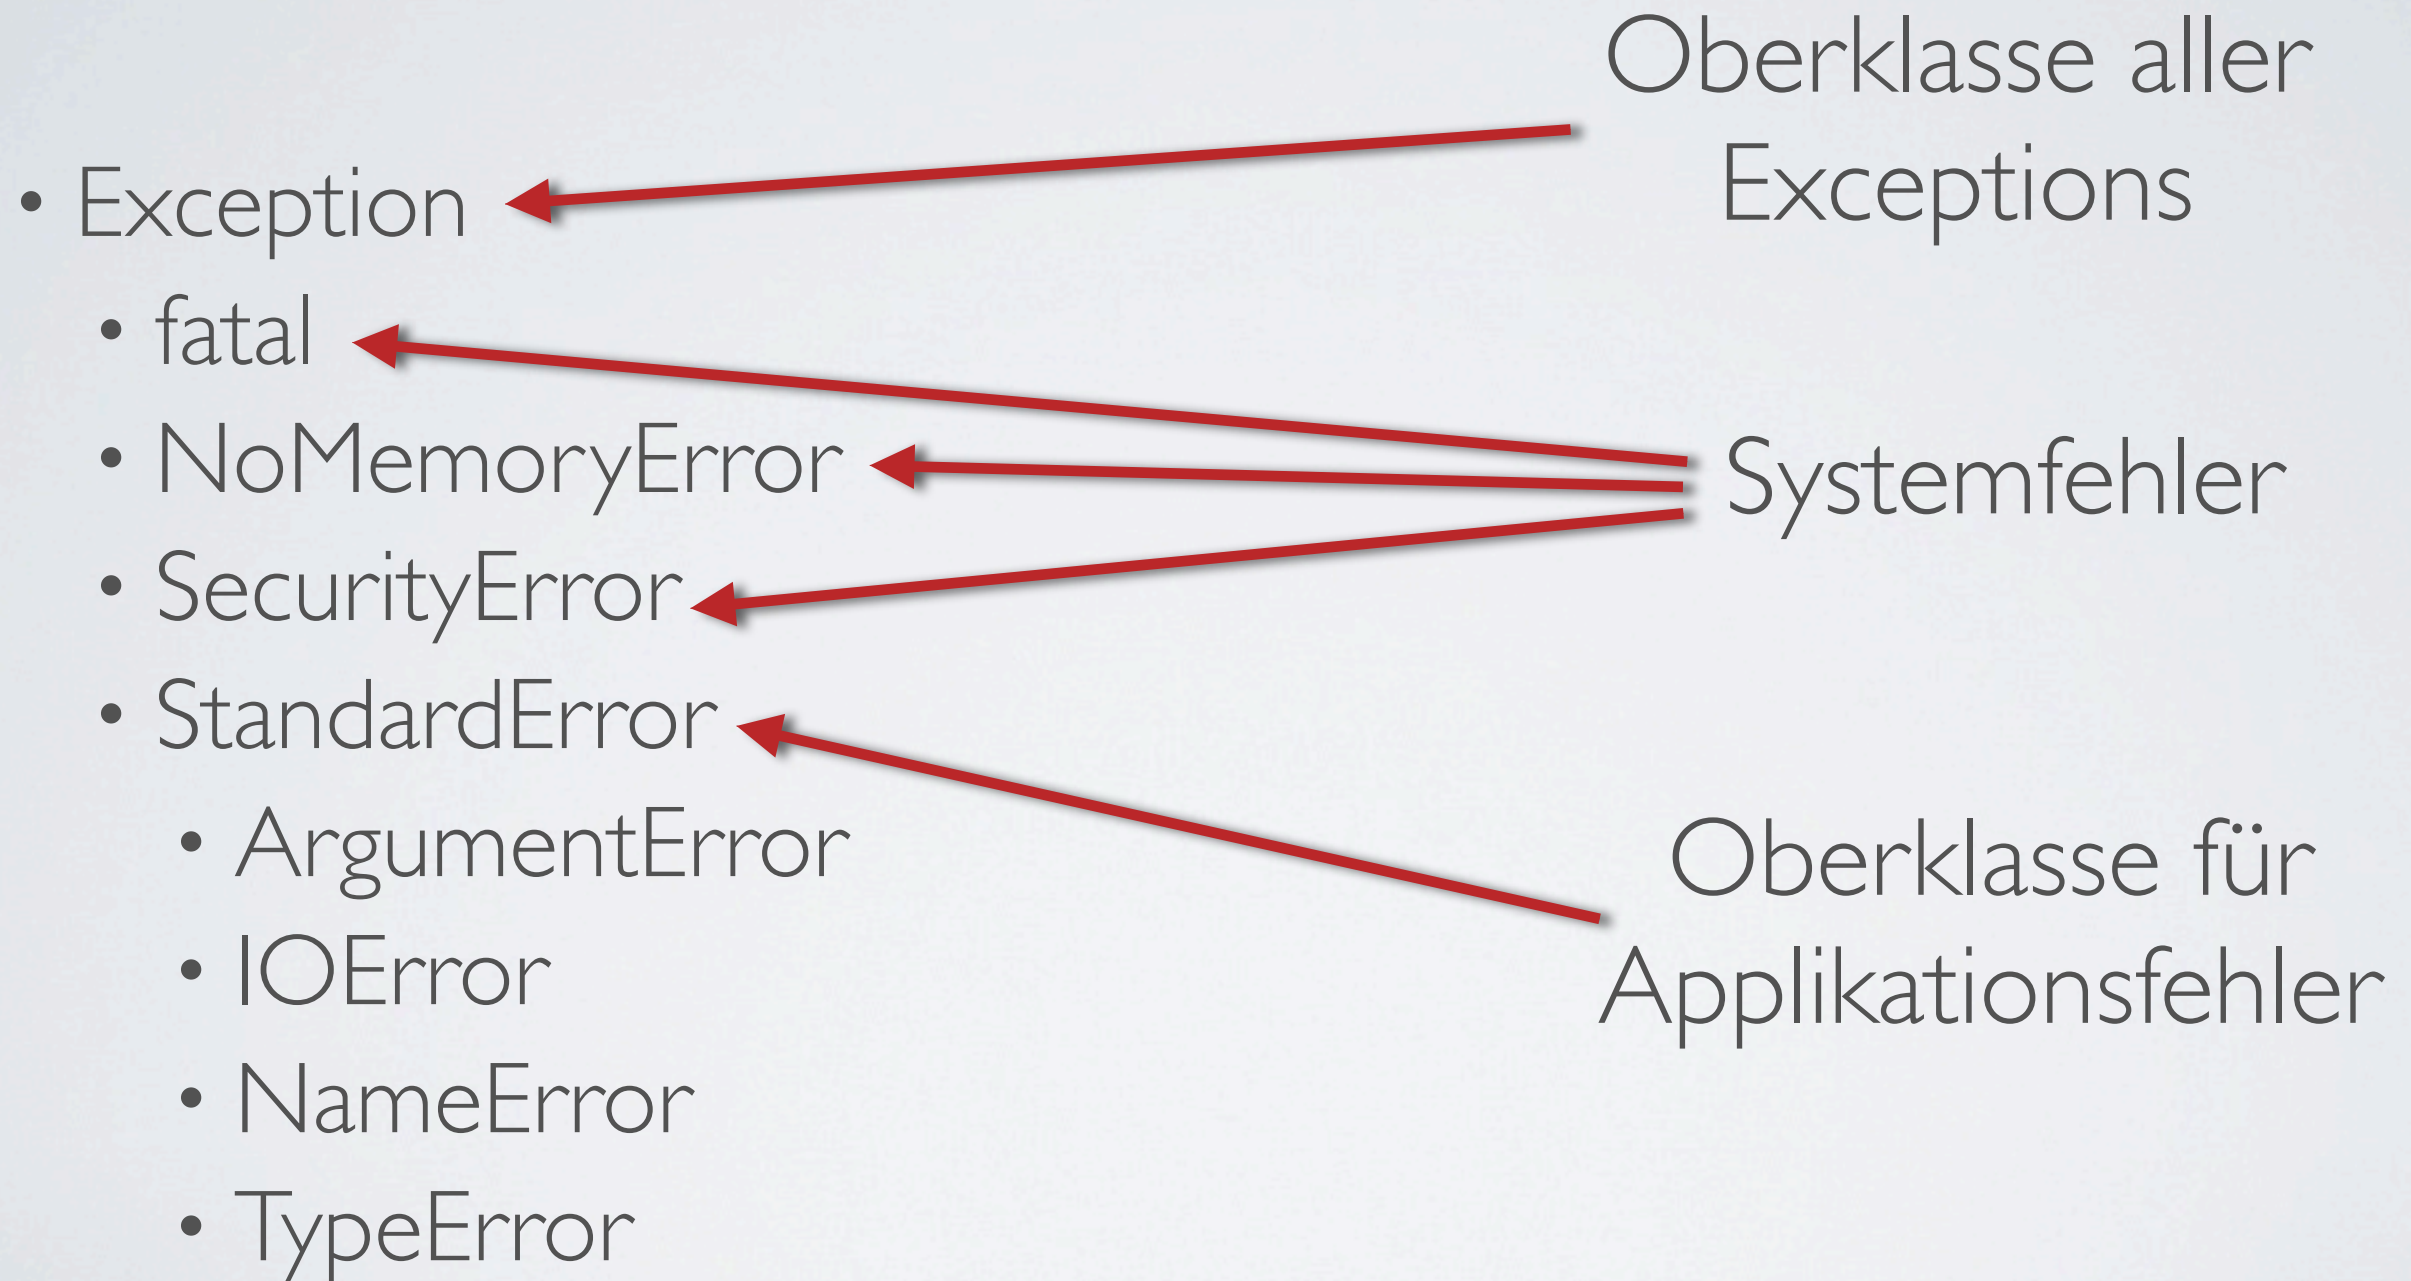 • Exception
• fatal
• NoMemoryError
• SecurityError
• StandardError
• ArgumentError
• IOError
• NameError
• TypeError
Oberklasse aller
Exceptions
Systemfehler
Oberklasse für
Applikationsfehler